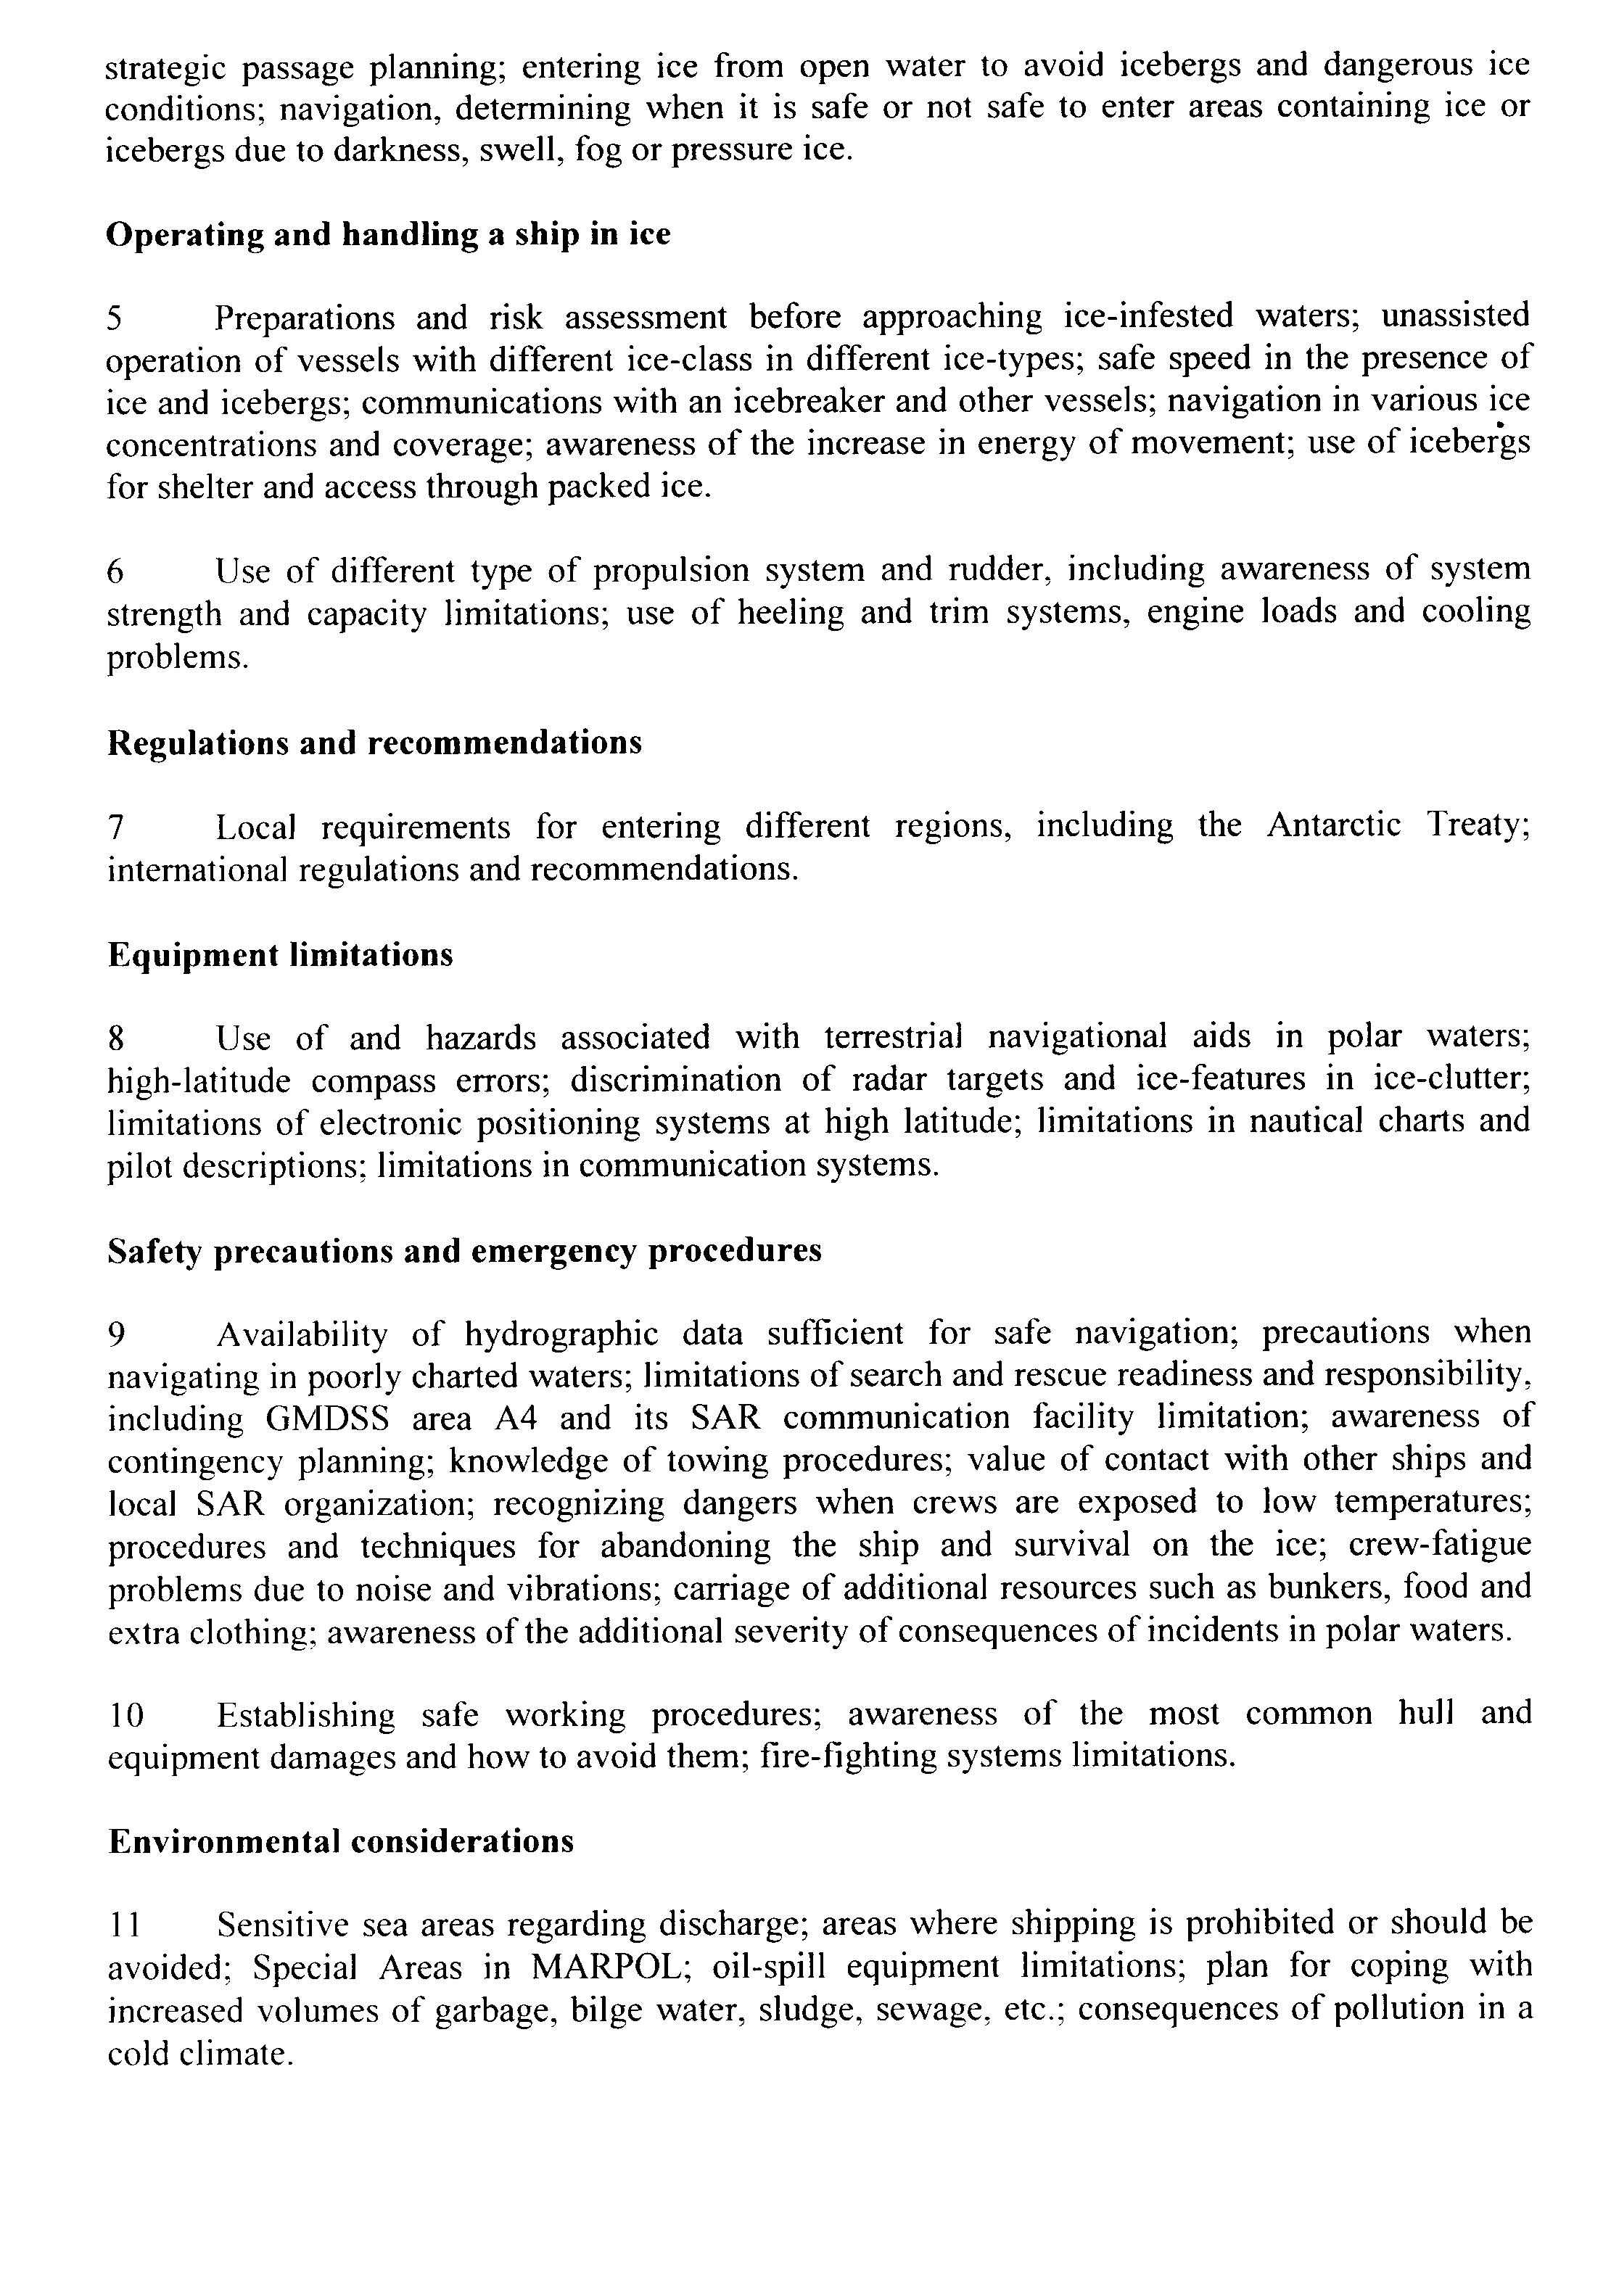 strategic passage planning; entering ice from open water to avoid icebergs and dangerous ice
conditions; navigation, determining when it is safe or not safe to enter areas containing ice or
icebergs due to darkness, swell, fog or pressure ice.
Operating and handling a ship in ice
5 Preparations and risk assessment before approaching ice-infested waters; unassisted
operation of vessels with different ice-class in different ice-types; safe speed in the presence of
ice and icebergs; communications with an icebreaker and other vessels; navigation in various ice
concentrations and coverage; awareness of the increase in energy of movement; use of icebergs
for shelter and access through packed ice.
6 Use of different type of propulsion system and rudder, including awareness of system
strength and capacity limitations; use of heeling and trim systems, engine loads and cooling
problems.
Regulations and recommendations
7 Local requirements for entering different regions, including the Antarctic Treaty;
international regulations and recommendations.
Equipment limitations
8 Use of and hazards associated with terrestrial navigational aids in polar waters;
high-latitude compass errors; discrimination of radar targets and ice-features in ice-clutter;
limitations of electronic positioning systems at high latitude; limitations in nautical charts and
pilot descriptions; limitations in communication systems.
Safety precautions and emergency procedures
9 Availability of hydrographic data sufficient for safe navigation; precautions when
navigating in poorly charted waters; limitations of search and rescue readiness and responsibility,
including GMDSS area A4 and its SAR communication facility limitation; awareness of
contingency planning; knowledge of towing procedures; value of contact with other ships and
local SAR organization; recognizing dangers when crews are exposed to low temperatures;
procedures and techniques for abandoning the ship and survival on the ice; crew-fatigue
problems due to noise and vibrations; carriage of additional resources such as bunkers, food and
extra clothing; awareness of the additional severity of consequences of incidents in polar waters.
10 Establishing safe working procedures; awareness of the most common hull and
equipment damages and how to avoid them; fire-fighting systems limitations.
Environmental considerations
11 Sensitive sea areas regarding discharge; areas where shipping is prohibited or should be
avoided; Special Areas in MARPOL; oil-spill equipment limitations; plan for coping with
increased volumes of garbage, bilge water, sludge, sewage, etc.; consequences of pollution in a
cold climate.